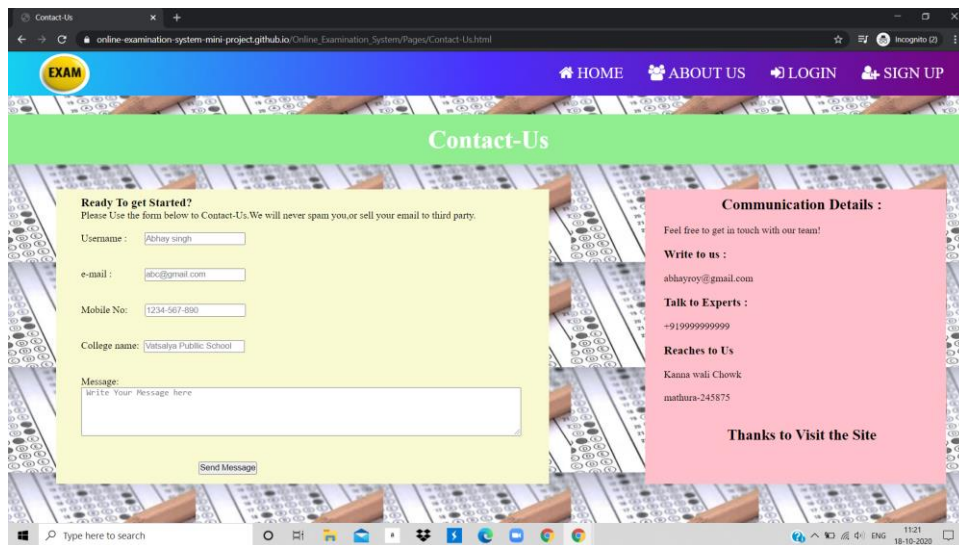 Contact-Us
online-examination-system-mini-project.github.io/Online_Examination_System/Pages/Contact-Us.html
Incognito (2)
EXAM
HOME
ABOUT US
LOGIN
SIGN UP
Contact-Us
Ready To get Started?
Please Use the form below to Contact-Us.We will never spam you,or sell your email to third party.
Username :
Abhay singh
e-mail :
abc@gmail.com
Mobile No:
1234-567-890
College name:
Vatsalya Publlic School
Message:
Write Your Message here
Send Message
Communication Details :
Feel free to get in touch with our team!
Write to us :
abhayroy@gmail.com
Talk to Experts :
+919999999999
Reaches to Us
Kanna wali Chowk
mathura-245875
Thanks to Visit the Site
Type here to search
ENG
11:21
18-10-2020